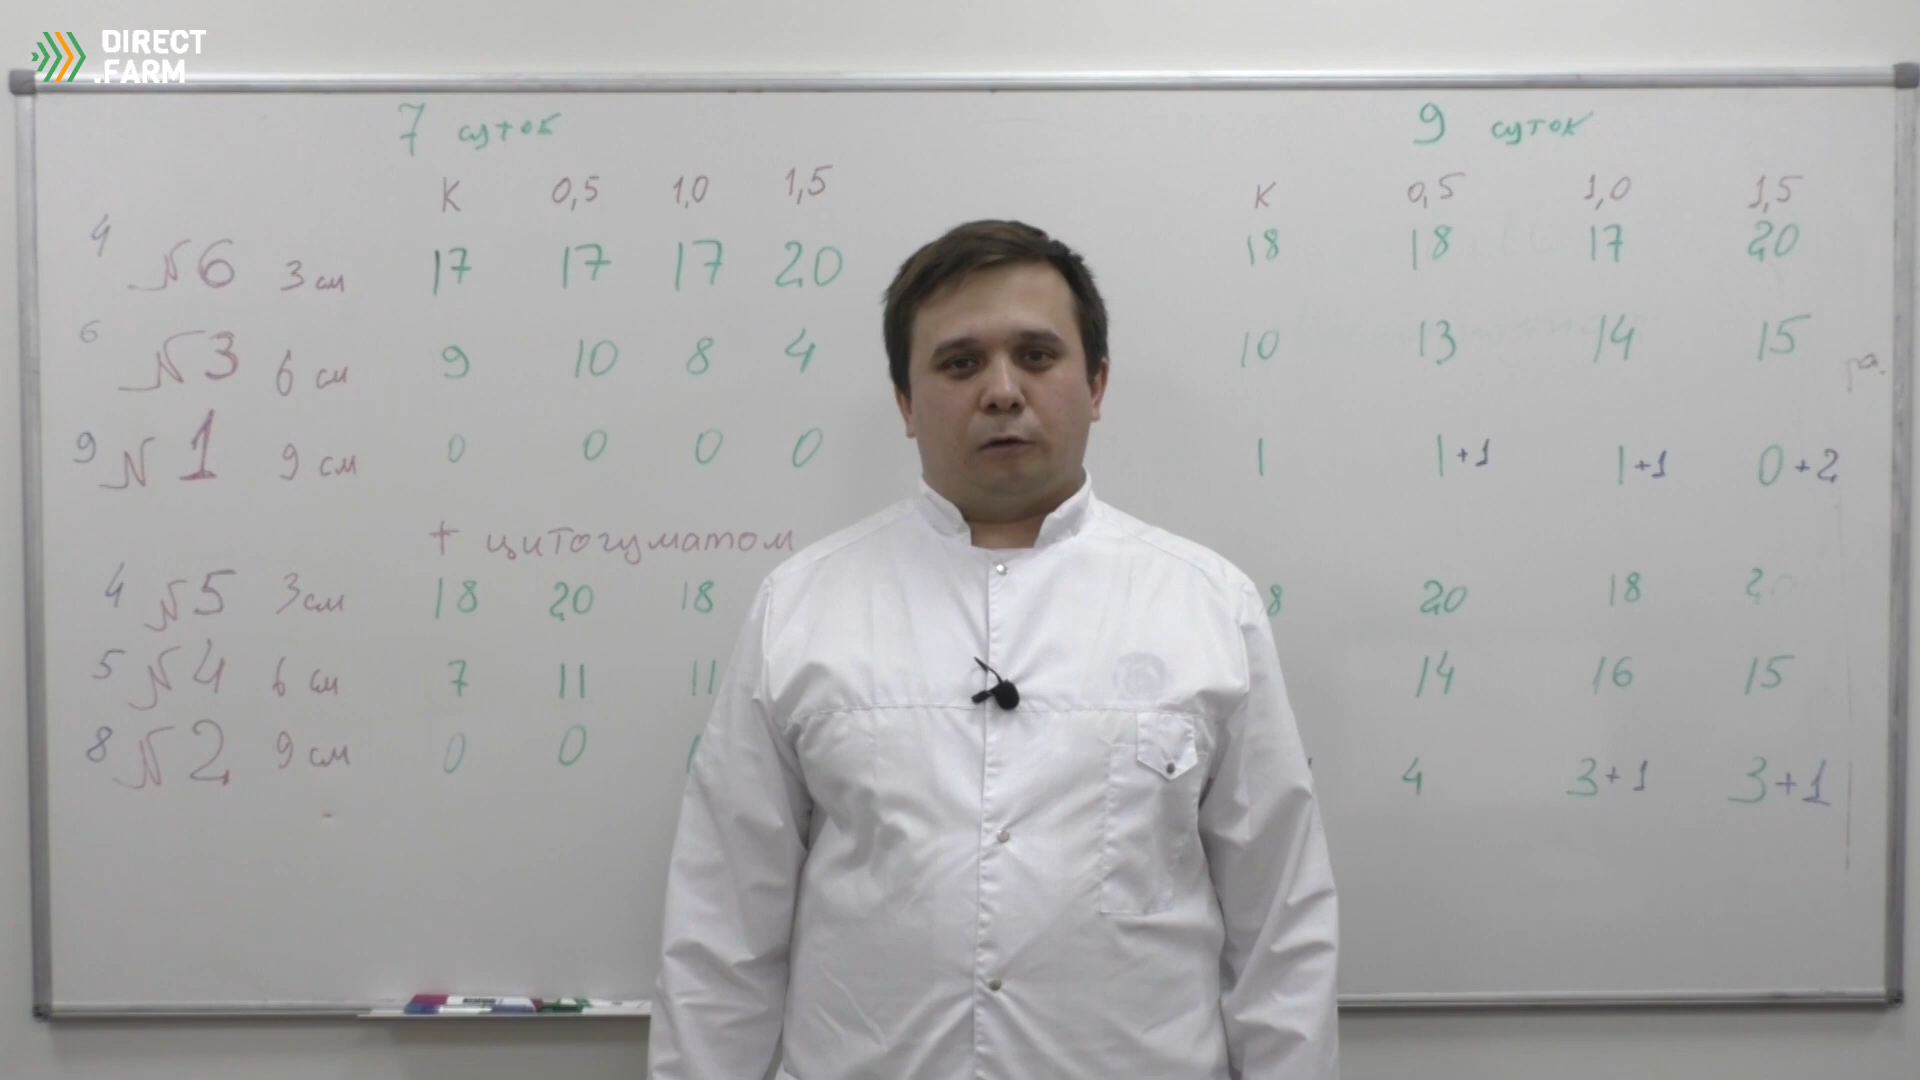 DIRECT
.FARM
7 суток 9 суток
К 0,5 1,0 1,5 К 0,5 1,0 1,5
4 №6 3 см 17 17 17 20 18 18 17 20
6 №3 6 см 9 10 8 4 10 13 14 15
9 №1 9 см 0 0 0 0 1 1+1 1+1 0+2
+ цитогуматом
4 №5 3 см 18 20 18 8 20 18
5 №4 6 см 7 11 11 14 16 15
8 №2 9 см 0 0 4 3+1 3+1